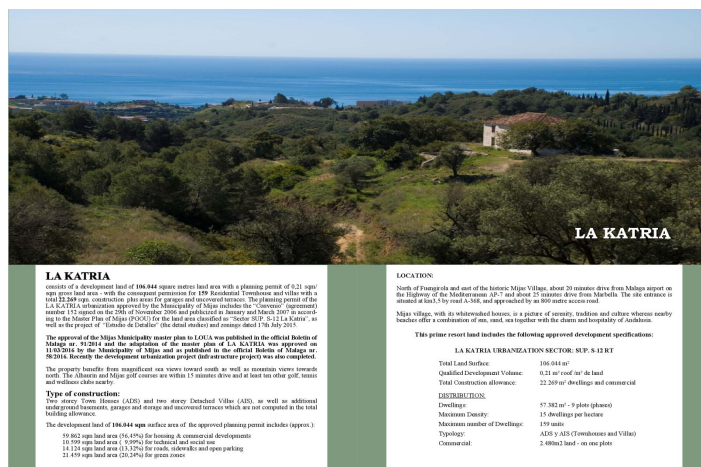 LA KATRIA
LA KATRIA
consists of a development land of 106.044 square metres land area with a planning permit of 0,21 sqm/
sqm gross land area - with the consequent permission for 159 Residential Townhouse and villas with a
total 22.269 sqm. construction plus areas for garages and uncovered terraces. The planning permit of the
LA KATRIA urbanization approved by the Municipality of Mijas includes the "Convenio" (agreement)
number 152 signed on the 29th of November 2006 and publicized in January and March 2007 in accord-
ing to the Master Plan of Mijas (POGU) for the land area classified as "Sector SUP. S-12 La Katria", as
well as the project of "Estudio de Detalles" (the detail studies) and zonings dated 17th July 2015.
The approval of the Mijas Municipality master plan to LOUA was published in the official Boletin of
Malaga nr. 91/2014 and the adaptation of the master plan of LA KATRIA was approved on
11/03/2016 by the Municipality of Mijas and as published in the official Boletin of Malaga nr.
58/2016. Recently the development urbanization project (infrastructure project) was also completed.
The property benefits from magnificent sea views toward south as well as mountain views towards
north. The Alhaurin and Mijas golf courses are within 15 minutes drive and at least ten other golf, tennis
and wellness clubs nearby.
Type of construction:
Two storey Town Houses (ADS) and two storey Detached Villas (AIS), as well as additional
underground basements, garages and storage and uncovered terraces which are not computed in the total
building allowance.
The development land of 106.044 sqm surface area of the approved permit includes (approx.):
59.862 sqm land area (56,45%) for housing & commercial developments
10.599 sqm land area ( 9,99%) for technical and social use
14.124 sqm land area (13,32%) for roads, sidewalks and open parking
21.459 sqm land area (20,24%) for green zones
LOCATION:
North of Fuengirola and east of the historic Mijas Village, about 20 minutes drive from Malaga airport on
the Highway of the Mediterranean AP-7 and about 25 minutes drive from Marbella. The site entrance is
situated at km3,5 by road A-368, and approached by an 800 metre access road.
Mijas village, with its whitewashed houses, is a picture of serenity, tradition and culture whereas nearby
beaches offer a combination of sun, sand, sea together with the charm and hospitality of Andalusia.
This prime resort land includes the following approved development specifications:
LA KATRIA URBANIZATION SECTOR: SUP. S-12 RT
Total Land Surface: 106.044 m²
Qualified Development Volume: 0,21 m² roof /m² de land
Total Construction allowance: 22.269 m² dwellings and commercial
DISTRIBUTION:
Dwellings: 57.382 m² - 9 plots (phases)
Maximum Density: 15 dwellings per hectare
Maximum number of Dwellings: 159 units
Typology: ADS y AIS (Townhouses and Villas)
Commercial: 2.480m2 land - on one plots